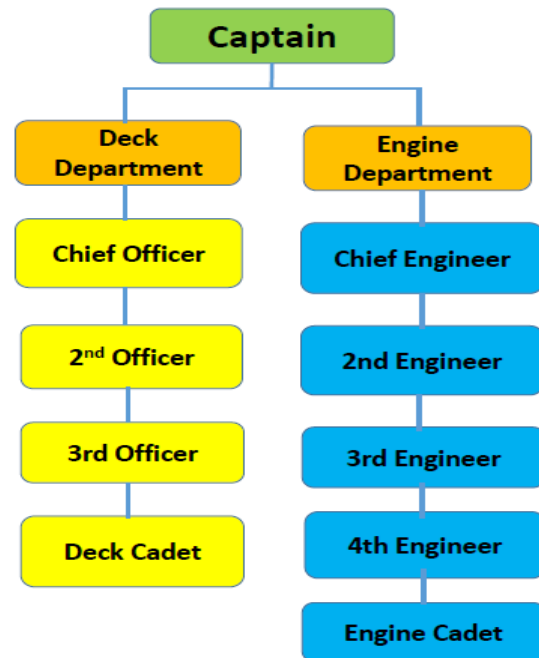 Captain
Deck
Department
Chief Officer
2nd Officer
3rd Officer
Deck Cadet
Engine
Department
Chief Engineer
2nd Engineer
3rd Engineer
4th Engineer
Engine Cadet